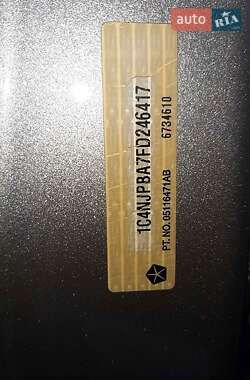 auto RIA
1C4NJPBA7FD246417
6734610
PT. NO. 05116471AB